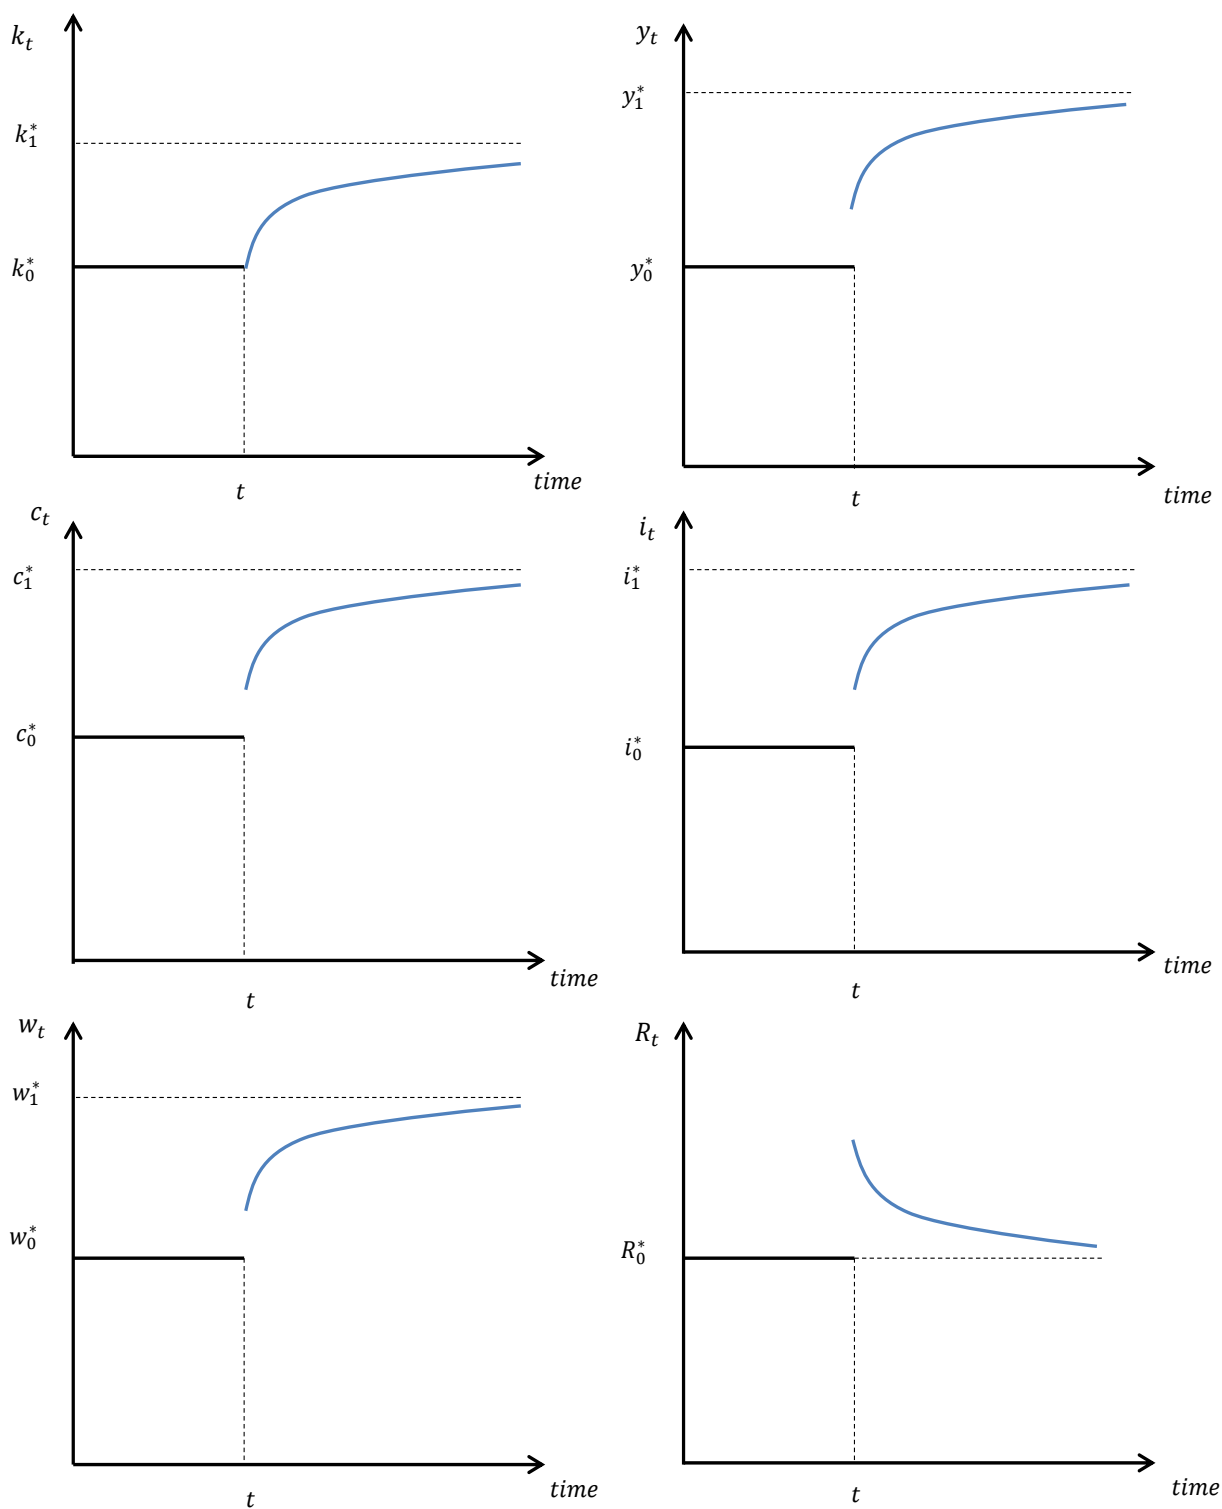 k_t
k_1^*
k_0^*
t
time
y_t
y_1^*
y_0^*
t
time
c_t
c_1^*
c_0^*
t
time
i_t
i_1^*
i_0^*
t
time
w_t
w_1^*
w_0^*
t
time
R_t
R_0^*
t
time